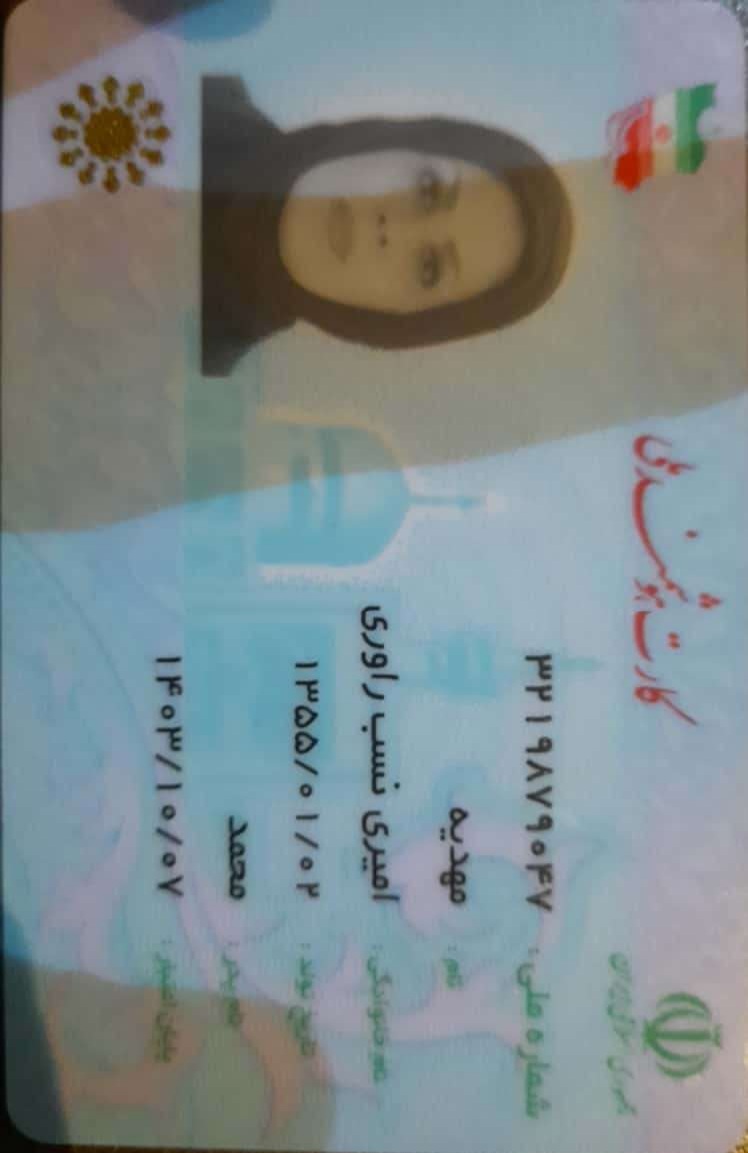 جمهوری اسلامی ایران
کارت هوشمند ملی
شماره ملی: ۳۲۱۹۸۷۹۰۴۷
نام: مهدیه
نام خانوادگی: امیری نسب راوری
تاریخ تولد: ۱۳۵۵/۰۱/۰۲
نام پدر: محمد
پایان اعتبار: ۱۴۰۳/۱۰/۰۷